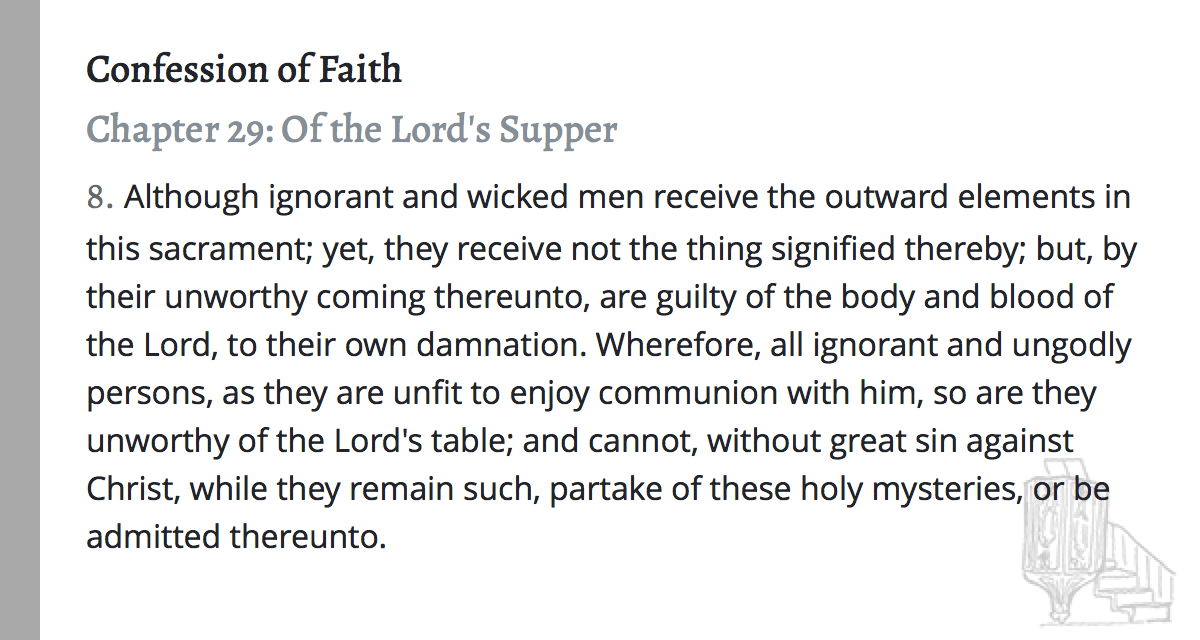 Confession of Faith
Chapter 29: Of the Lord's Supper
8. Although ignorant and wicked men receive the outward elements in
this sacrament; yet, they receive not the thing signified thereby; but, by
their unworthy coming thereunto, are guilty of the body and blood of
the Lord, to their own damnation. Wherefore, all ignorant and ungodly
persons, as they are unfit to enjoy communion with him, so are they
unworthy of the Lord's table; and cannot, without great sin against
Christ, while they remain such, partake of these holy mysteries, or be
admitted thereunto.